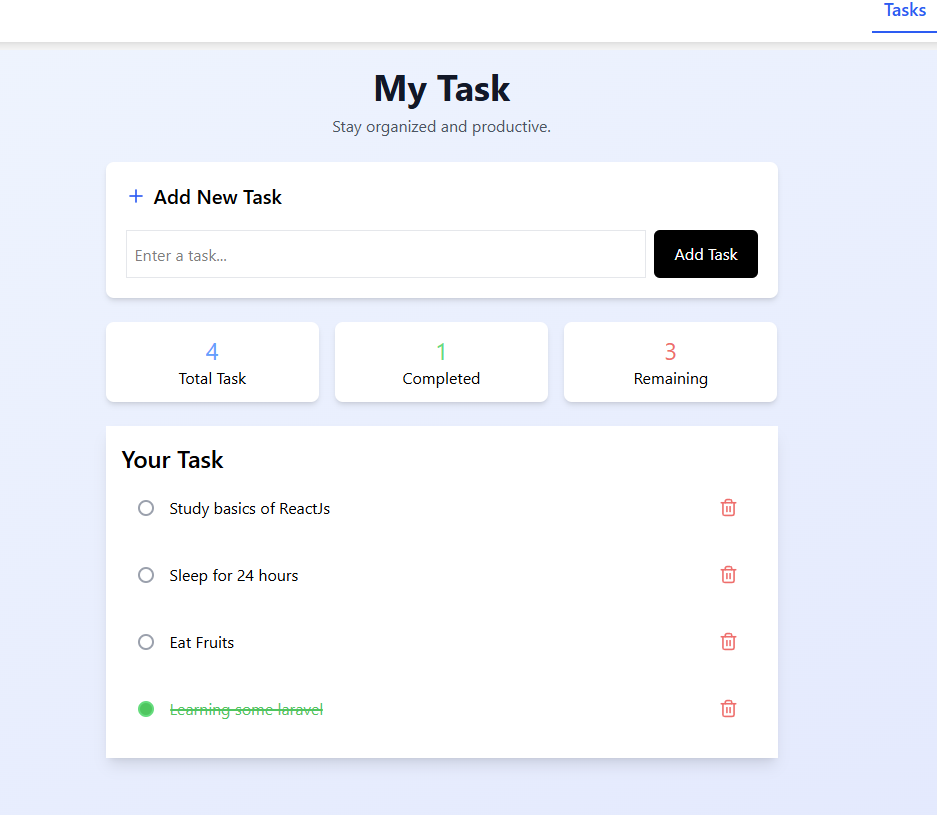 Tasks
My Task
Stay organized and productive.
Add New Task
Enter a task...
Add Task
4
Total Task
1
Completed
3
Remaining
Your Task
Study basics of ReactJs
Sleep for 24 hours
Eat Fruits
Learning some laravel